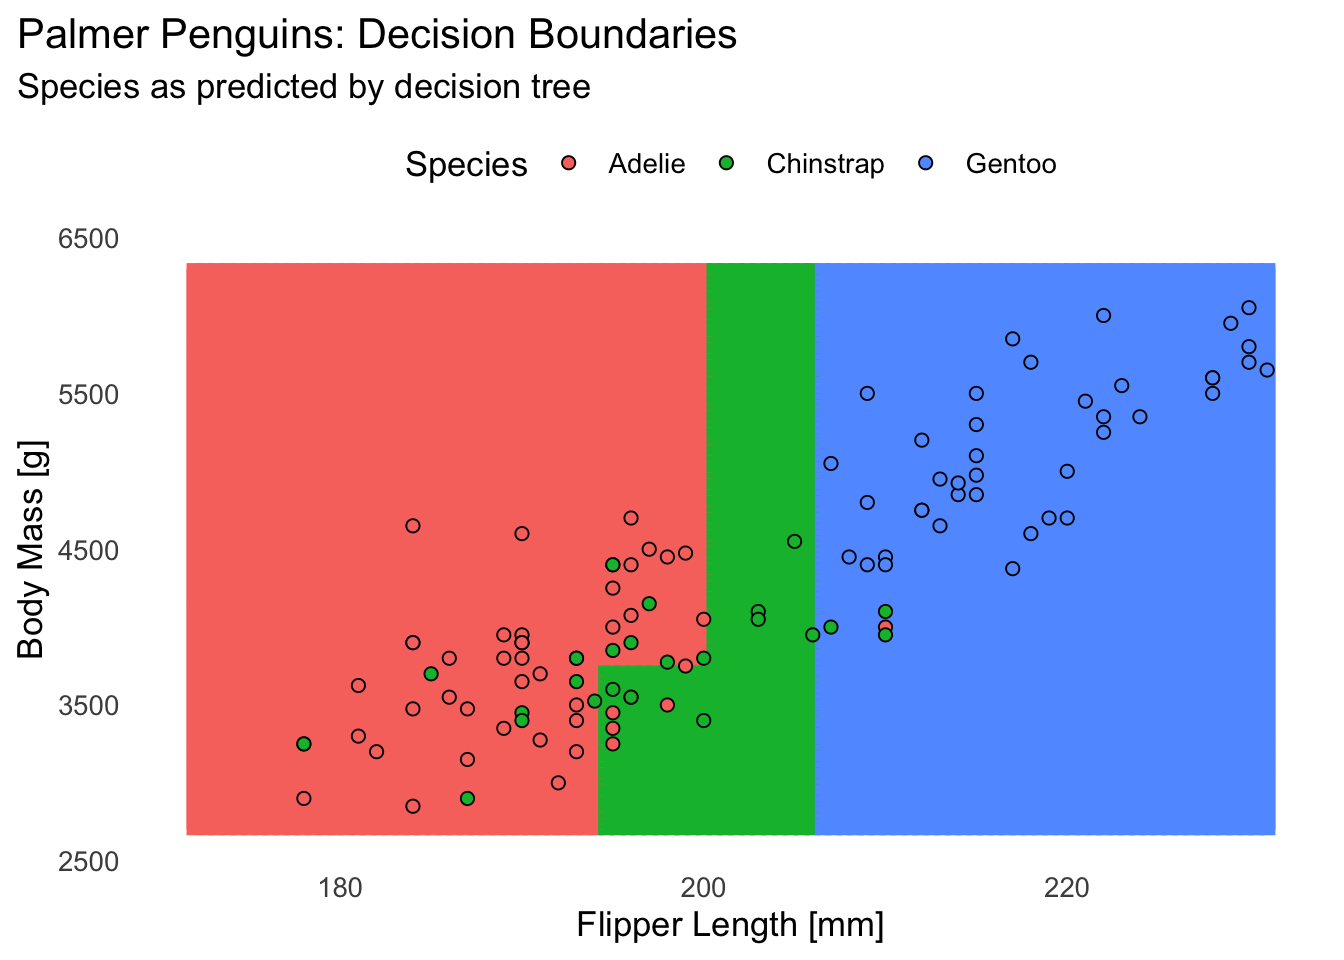 Palmer Penguins: Decision Boundaries
Species as predicted by decision tree
Species Adelie Chinstrap Gentoo
6500
5500
4500
3500
2500
Body Mass [g]
180 200 220
Flipper Length [mm]